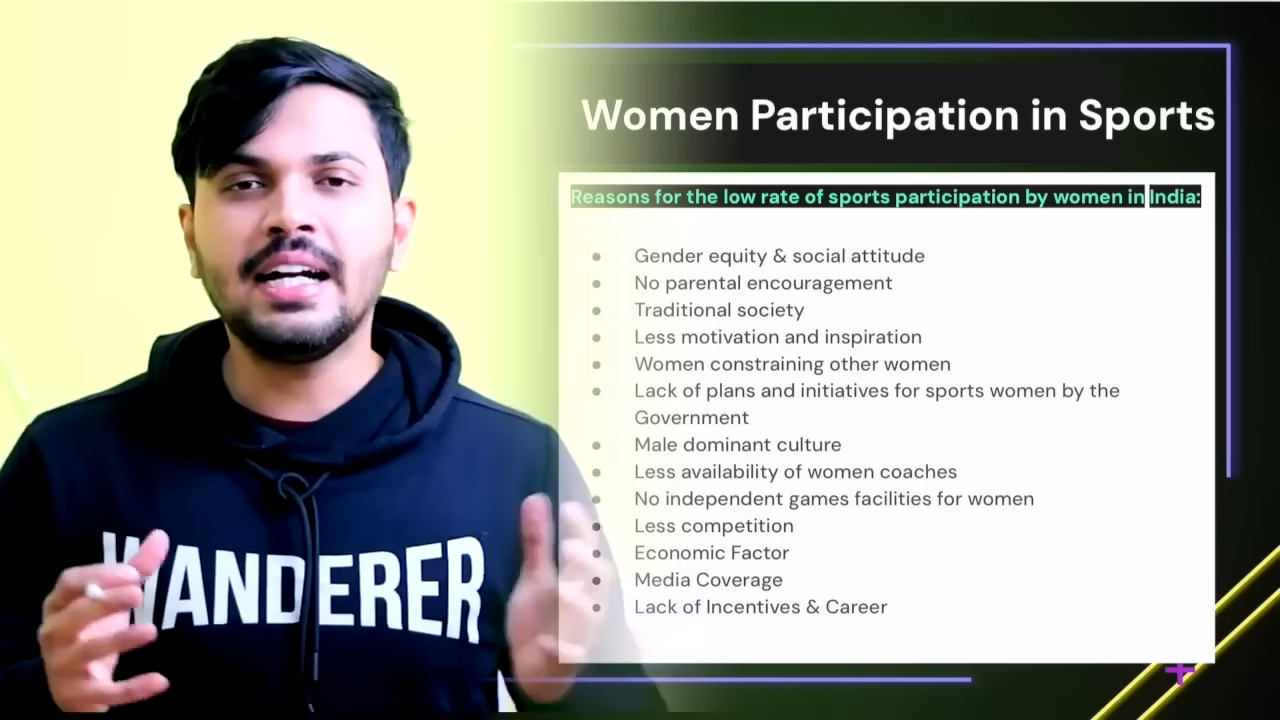 Women Participation in Sports
Reasons for the low rate of sports participation by women in India:
Gender equity & social attitude
No parental encouragement
Traditional society
Less motivation and inspiration
Women constraining other women
Lack of plans and initiatives for sports women by the
Government
Male dominant culture
Less availability of women coaches
No independent games facilities for women
Less competition
Economic Factor
Media Coverage
Lack of Incentives & Career
WANDERER